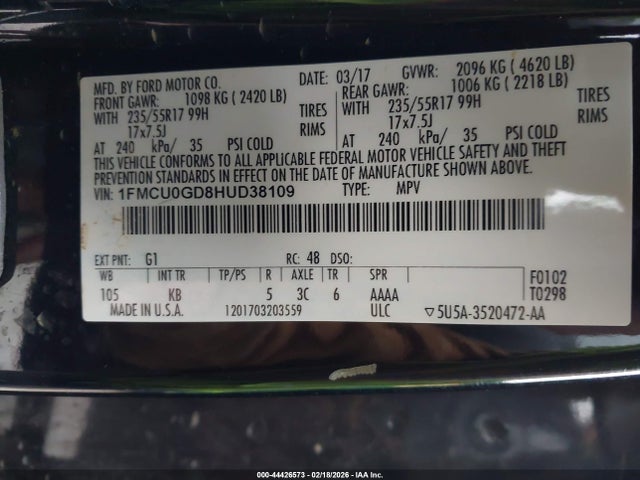 MFD. BY FORD MOTOR CO. DATE: 03/17 GVWR: 2096 KG ( 4620 LB)
FRONT GAWR: 1098 KG ( 2420 LB) REAR GAWR: 1006 KG ( 2218 LB)
WITH 235/55R17 99H TIRES WITH 235/55R17 99H TIRES
17x7.5J RIMS 17x7.5J RIMS
AT 240 kPa/ 35 PSI COLD AT 240 kPa/ 35 PSI COLD
THIS VEHICLE CONFORMS TO ALL APPLICABLE FEDERAL MOTOR VEHICLE SAFETY AND THEFT
PREVENTION STANDARDS IN EFFECT ON THE DATE OF MANUFACTURE SHOWN ABOVE.
VIN: 1FMCU0GD8HUD38109 TYPE: MPV
EXT PNT: G1 RC: 48 DSO:
WB INT TR TP/PS R AXLE TR SPR F0102
105 KB 5 3C 6 AAAA T0298
MADE IN U.S.A. 1201703203559 ULC ▽5U5A-3520472-AA
000-44426573 - 02/18/2026 - IAA Inc.